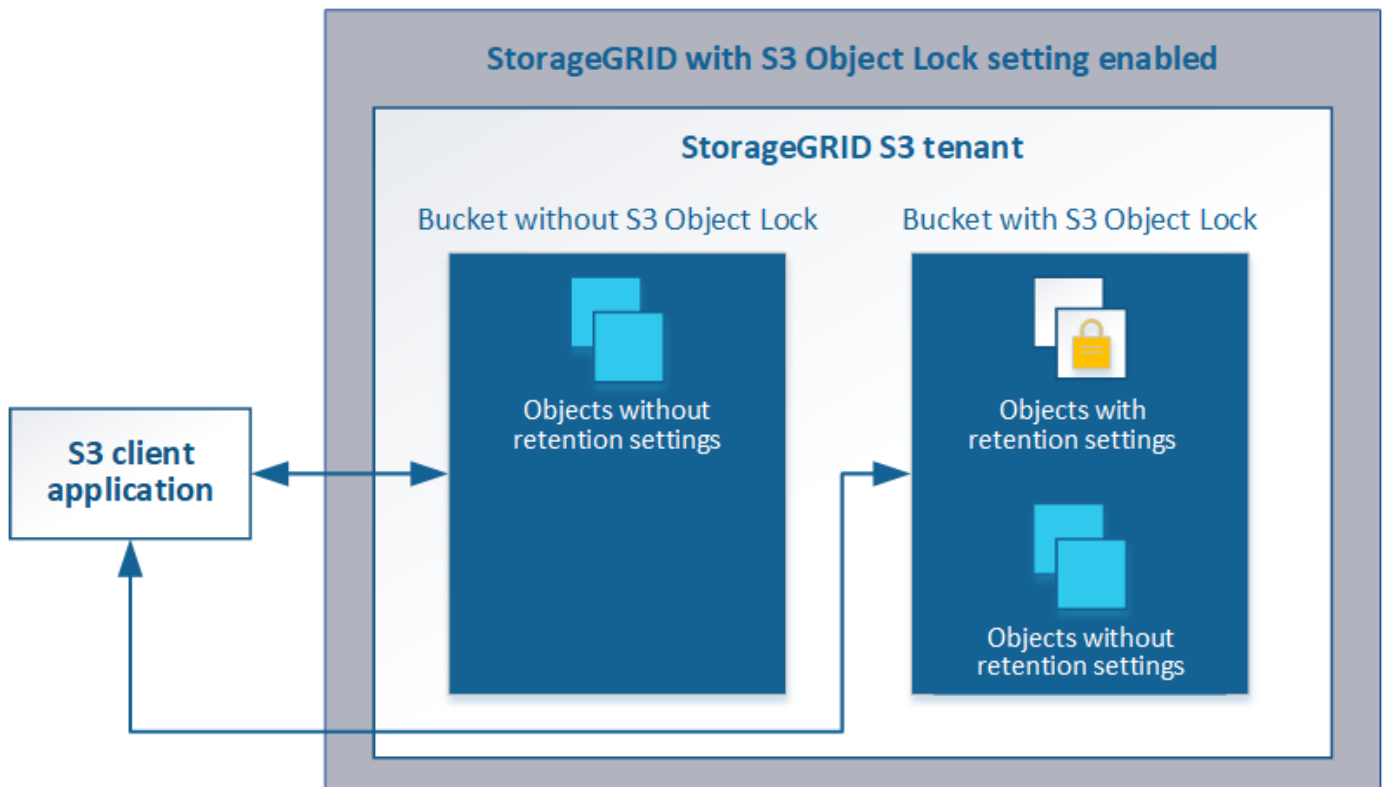 StorageGRID with S3 Object Lock setting enabled
StorageGRID S3 tenant
Bucket without S3 Object Lock
Bucket with S3 Object Lock
Objects without
retention settings
Objects with
retention settings
S3 client
application
Objects without
retention settings